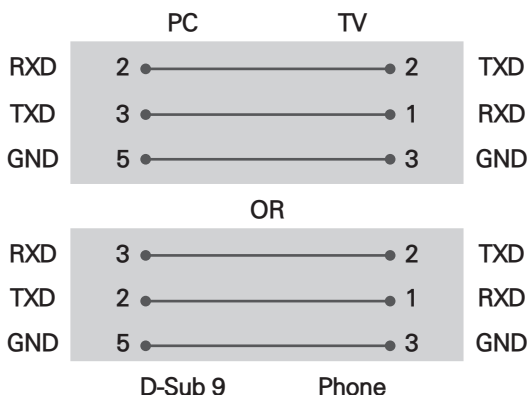 PC TV
RXD 2 2 TXD
TXD 3 1 RXD
GND 5 3 GND
OR
RXD 3 2 TXD
TXD 2 1 RXD
GND 5 3 GND
D-Sub 9 Phone